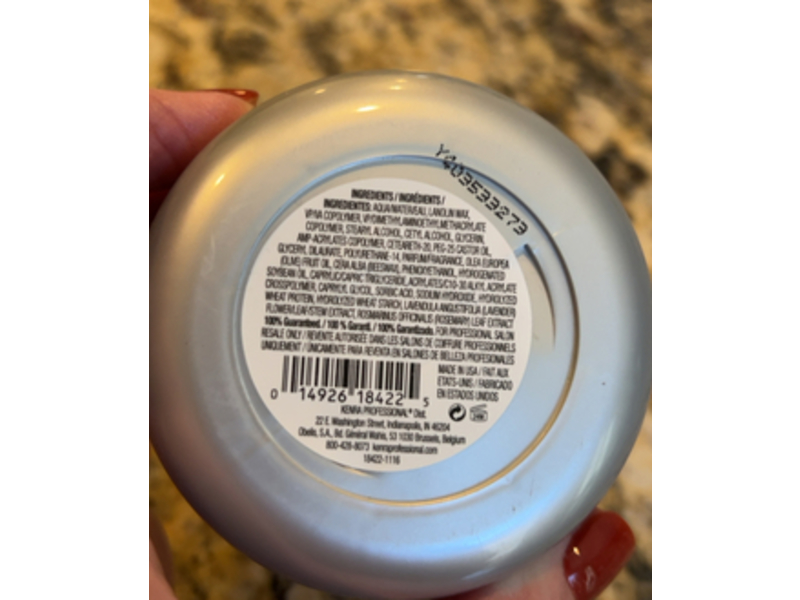 Y403533273
INGREDIENTS / INGRÉDIENTS /
INGREDIENTES: AQUA/WATER/EAU, LANOLIN WAX,
VP/VA COPOLYMER, VP/DIMETHYLAMINOETHYLMETHACRYLATE
COPOLYMER, STEARYL ALCOHOL, CETYL ALCOHOL, GLYCERIN,
AMP-ACRYLATES COPOLYMER, CETEARETH-20, PEG-25 CASTOR OIL,
GLYCERYL DILAURATE, POLYURETHANE-14, PARFUM/FRAGRANCE, OLEA EUROPEA
(OLIVE) FRUIT OIL, CERA ALBA (BEESWAX), PHENOXYETHANOL, HYDROGENATED
SOYBEAN OIL, CAPRYLIC/CAPRIC TRIGLYCERIDE, ACRYLATES/C10-30 ALKYL ACRYLATE
CROSSPOLYMER, CAPRYLYL GLYCOL, SORBIC ACID, SODIUM HYDROXIDE, HYDROLYZED
WHEAT PROTEIN, HYDROLYZED WHEAT STARCH, LAVENDULA ANGUSTIFOLIA (LAVENDER)
FLOWER/LEAF/STEM EXTRACT, ROSMARINUS OFFICINALIS (ROSEMARY) LEAF EXTRACT
100% Guaranteed. / 100 % Garanti. / 100% Garantizado. FOR PROFESSIONAL SALON
RESALE ONLY / REVENTE AUTORISÉE DANS LES SALONS DE COIFFURE PROFESSIONNELS
UNIQUEMENT / ÚNICAMENTE PARA REVENTA EN SALONES DE BELLEZA PROFESIONALES
MADE IN USA / FAIT AUX
ÉTATS-UNIS / FABRICADO
EN ESTADOS UNIDOS
0 14926 18422 5
KENRA PROFESSIONAL® Dist.
22 E. Washington Street, Indianapolis, IN 46204
Obelis, S.A., Bd. Général Wahis, 53 1030 Brussels, Belgium
800-428-8073 kenraprofessional.com
18422-1116
24M